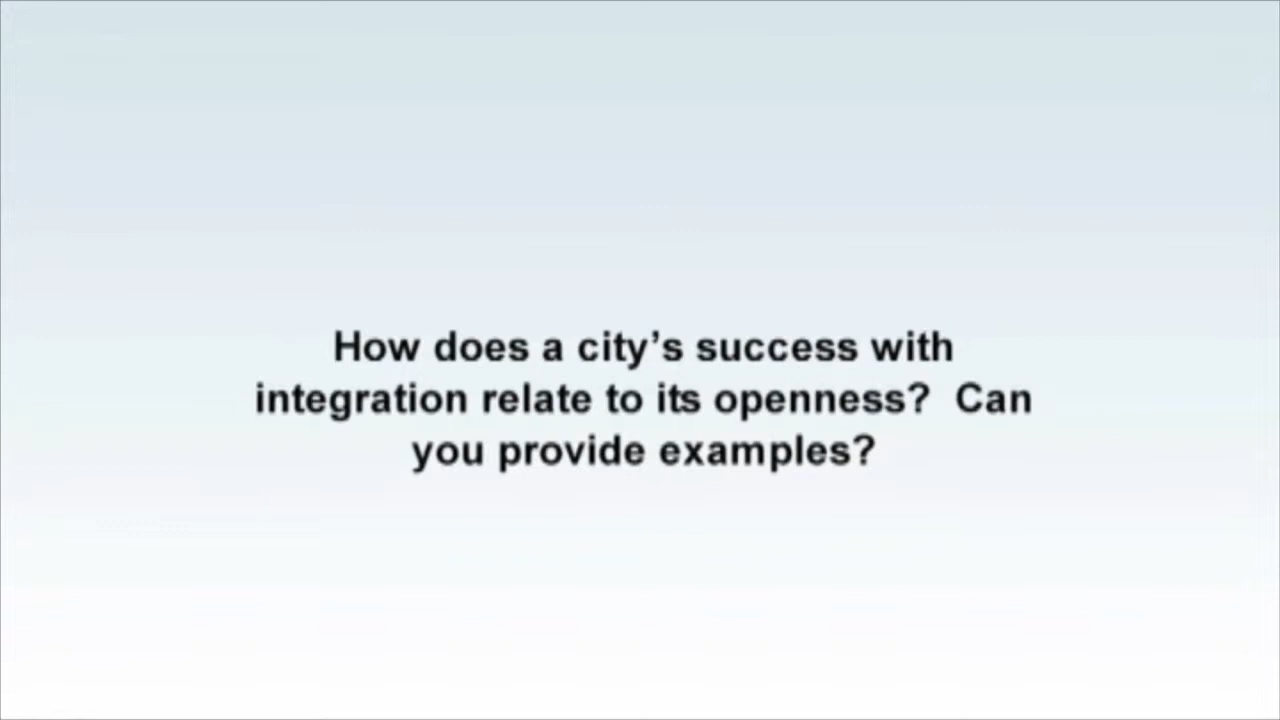 How does a city’s success with
integration relate to its openness?  Can
you provide examples?